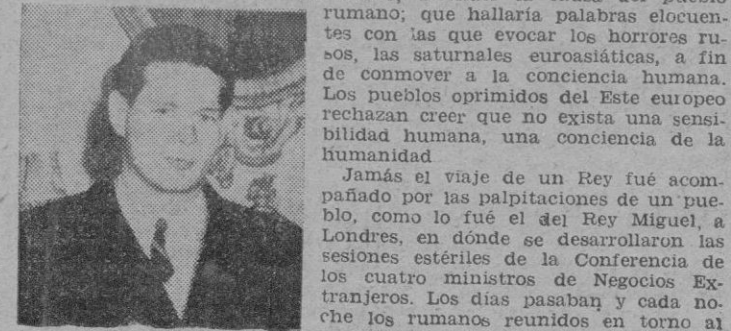 rumano; que hallaría palabras elocuen-
tes con las que evocar los horrores ru-
sos, las saturnales euroasiáticas, a fin
de conmover a la conciencia humana.
Los pueblos oprimidos del Este europeo
rechazan creer que no exista una sensi-
bilidad humana, una conciencia de la
humanidad
Jamás el viaje de un Rey fué acom-
pañado por las palpitaciones de un pue-
blo, como lo fué el del Rey Miguel, a
Londres, en dónde se desarrollaron las
sesiones estériles de la Conferencia de
los cuatro ministros de Negocios Ex-
tranjeros. Los días pasaban y cada no-
che los rumanos reunidos en torno al